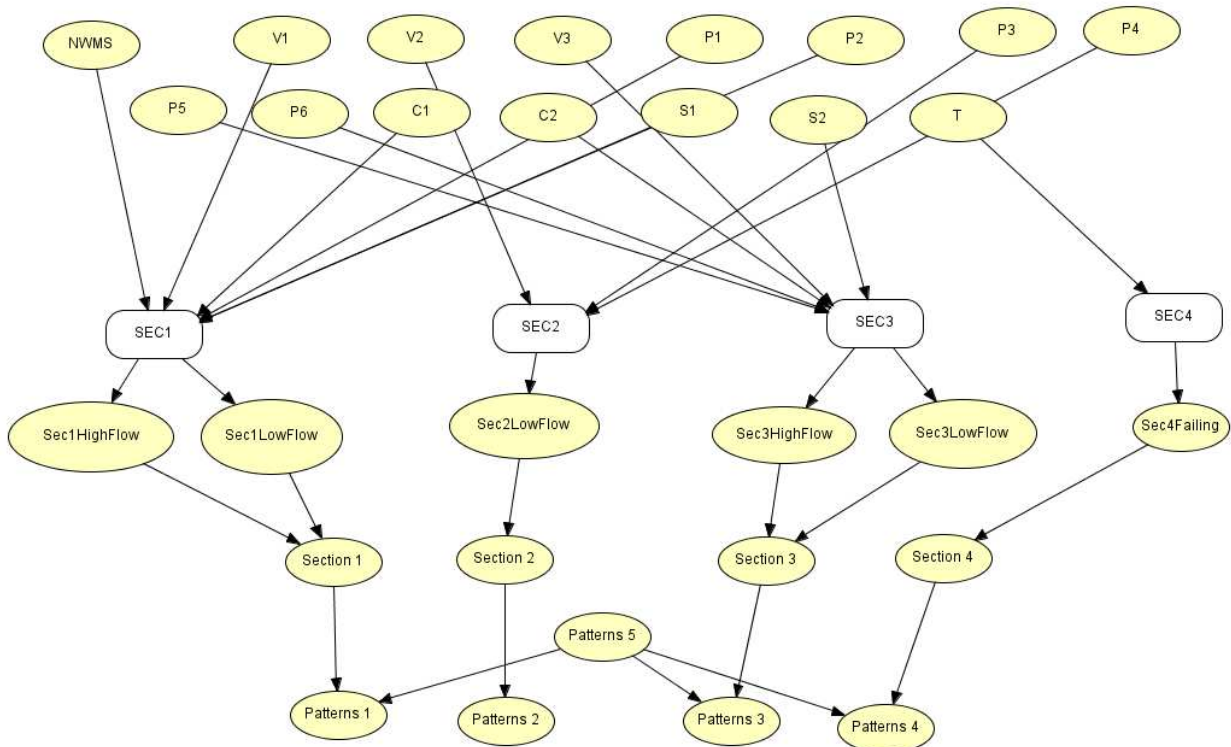 NWMS
V1
V2
V3
P1
P2
P3
P4
P5
P6
C1
C2
S1
S2
T
SEC1
SEC2
SEC3
SEC4
Sec1HighFlow
Sec1LowFlow
Sec2LowFlow
Sec3HighFlow
Sec3LowFlow
Sec4Failing
Section 1
Section 2
Section 3
Section 4
Patterns 5
Patterns 1
Patterns 2
Patterns 3
Patterns 4